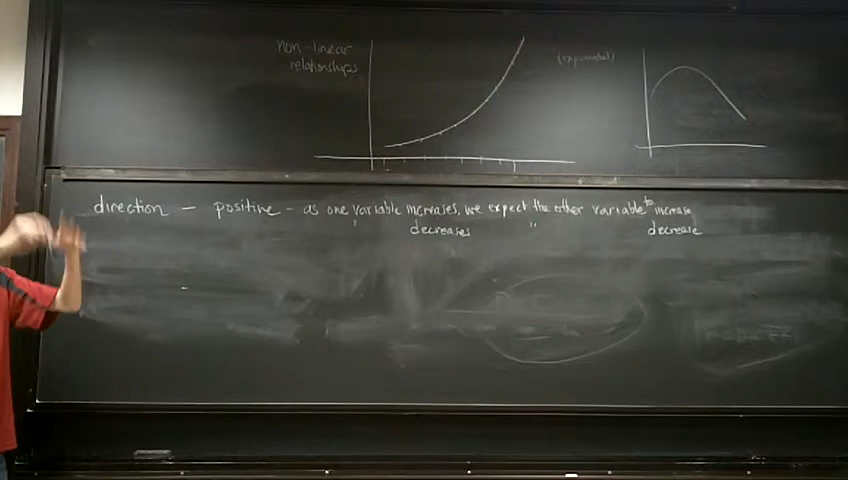 non-linear
relationships
(exponential)
direction — positive - as one variable increases, we expect the other variable to increase
" decreases " decrease